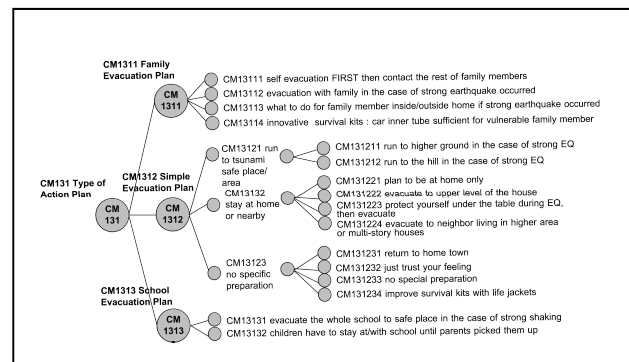 CM1311 Family
Evacuation Plan
CM
1311
CM13111 self evacuation FIRST then contact the rest of family members
CM13112 evacuation with family in the case of strong earthquake occurred
CM13113 what to do for family member inside/outside home if strong earthquake occurred
CM13114 innovative survival kits : car inner tube sufficient for vulnerable family member
CM131 Type of
Action Plan
CM
131
CM1312 Simple
Evacuation Plan
CM
1312
CM13121 run
to tsunami
safe place/
area
CM131211 run to higher ground in the case of strong EQ
CM131212 run to the hill in the case of strong EQ
CM13132
stay at home
or nearby
CM131221 plan to be at home only
CM131222 evacuate to upper level of the house
CM131223 protect yourself under the table during EQ,
then evacuate
CM131224 evacuate to neighbor living in higher area
or multi-story houses
CM13123
no specific
preparation
CM131231 return to home town
CM131232 just trust your feeling
CM131233 no special preparation
CM131234 improve survival kits with life jackets
CM1313 School
Evacuation Plan
CM
1313
CM13131 evacuate the whole school to safe place in the case of strong shaking
CM13132 children have to stay at/with school until parents picked them up